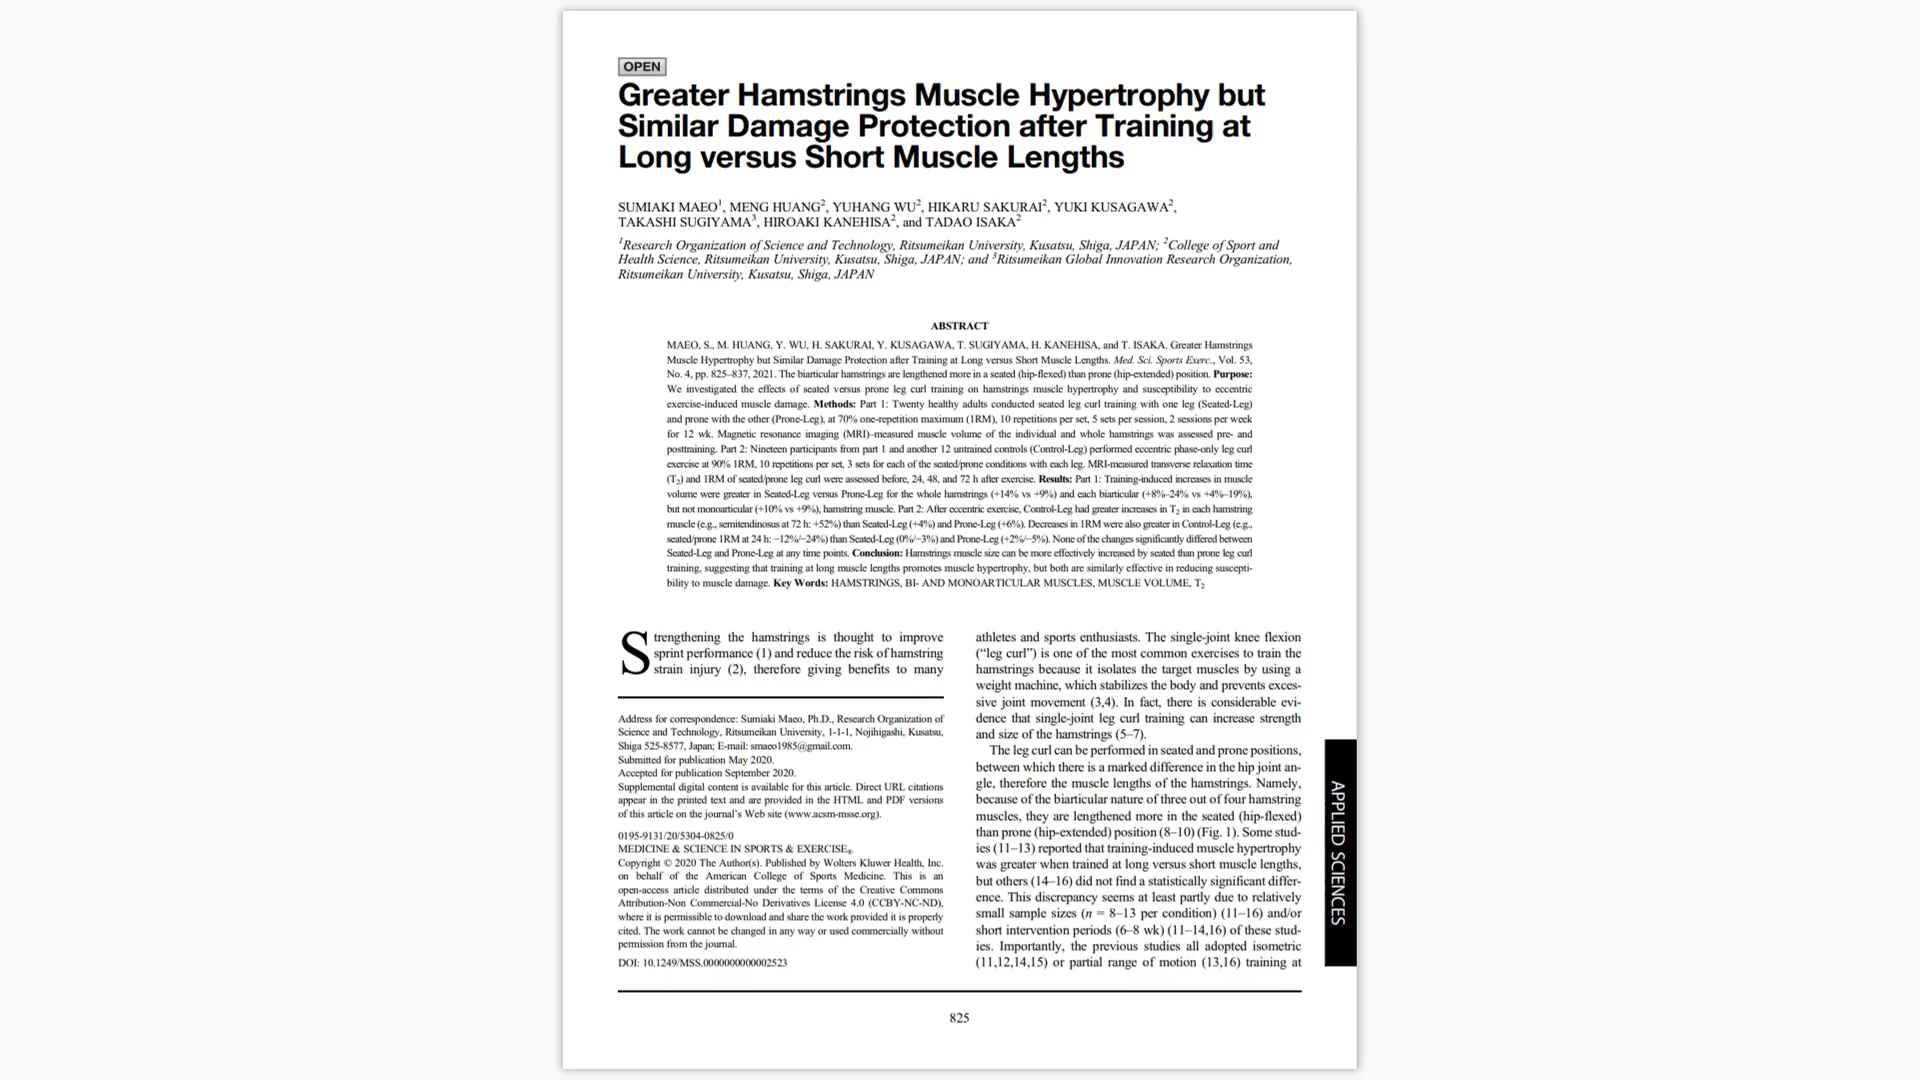 OPEN
Greater Hamstrings Muscle Hypertrophy but
Similar Damage Protection after Training at
Long versus Short Muscle Lengths
SUMIAKI MAEO1, MENG HUANG2, YUHANG WU2, HIKARU SAKURAI2, YUKI KUSAGAWA2,
TAKASHI SUGIYAMA3, HIROAKI KANEHISA2, and TADAO ISAKA2
1Research Organization of Science and Technology, Ritsumeikan University, Kusatsu, Shiga, JAPAN; 2College of Sport and
Health Science, Ritsumeikan University, Kusatsu, Shiga, JAPAN; and 3Ritsumeikan Global Innovation Research Organization,
Ritsumeikan University, Kusatsu, Shiga, JAPAN
ABSTRACT
MAEO, S., M. HUANG, Y. WU, H. SAKURAI, Y. KUSAGAWA, T. SUGIYAMA, H. KANEHISA, and T. ISAKA. Greater Hamstrings
Muscle Hypertrophy but Similar Damage Protection after Training at Long versus Short Muscle Lengths. Med. Sci. Sports Exerc., Vol. 53,
No. 4, pp. 825–837, 2021. The biarticular hamstrings are lengthened more in a seated (hip-flexed) than prone (hip-extended) position. Purpose:
We investigated the effects of seated versus prone leg curl training on hamstrings muscle hypertrophy and susceptibility to eccentric
exercise-induced muscle damage. Methods: Part 1: Twenty healthy adults conducted seated leg curl training with one leg (Seated-Leg)
and prone with the other (Prone-Leg), at 70% one-repetition maximum (1RM), 10 repetitions per set, 5 sets per session, 2 sessions per week
for 12 wk. Magnetic resonance imaging (MRI)–measured muscle volume of the individual and whole hamstrings was assessed pre- and
posttraining. Part 2: Nineteen participants from part 1 and another 12 untrained controls (Control-Leg) performed eccentric phase-only leg curl
exercise at 90% 1RM, 10 repetitions per set, 3 sets for each of the seated/prone conditions with each leg. MRI-measured transverse relaxation time
(T2) and 1RM of seated/prone leg curl were assessed before, 24, 48, and 72 h after exercise. Results: Part 1: Training-induced increases in muscle
volume were greater in Seated-Leg versus Prone-Leg for the whole hamstrings (+14% vs +9%) and each biarticular (+8%–24% vs +4%–19%),
but not monoarticular (+10% vs +9%), hamstring muscle. Part 2: After eccentric exercise, Control-Leg had greater increases in T2 in each hamstring
muscle (e.g., semitendinosus at 72 h: +52%) than Seated-Leg (+4%) and Prone-Leg (+6%). Decreases in 1RM were also greater in Control-Leg (e.g.,
seated/prone 1RM at 24 h: −12%/−24%) than Seated-Leg (0%/−3%) and Prone-Leg (+2%/−5%). None of the changes significantly differed between
Seated-Leg and Prone-Leg at any time points. Conclusion: Hamstrings muscle size can be more effectively increased by seated than prone leg curl
training, suggesting that training at long muscle lengths promotes muscle hypertrophy, but both are similarly effective in reducing suscepti-
bility to muscle damage. Key Words: HAMSTRINGS, BI- AND MONOARTICULAR MUSCLES, MUSCLE VOLUME, T2
Strengthening the hamstrings is thought to improve
sprint performance (1) and reduce the risk of hamstring
strain injury (2), therefore giving benefits to many
Address for correspondence: Sumiaki Maeo, Ph.D., Research Organization of
Science and Technology, Ritsumeikan University, 1-1-1, Nojihigashi, Kusatsu,
Shiga 525-8577, Japan; E-mail: smaeo1985@gmail.com.
Submitted for publication May 2020.
Accepted for publication September 2020.
Supplemental digital content is available for this article. Direct URL citations
appear in the printed text and are provided in the HTML and PDF versions
of this article on the journal's Web site (www.acsm-msse.org).
0195-9131/20/5304-0825/0
MEDICINE & SCIENCE IN SPORTS & EXERCISE®
Copyright © 2020 The Author(s). Published by Wolters Kluwer Health, Inc.
on behalf of the American College of Sports Medicine. This is an
open-access article distributed under the terms of the Creative Commons
Attribution-Non Commercial-No Derivatives License 4.0 (CCBY-NC-ND),
where it is permissible to download and share the work provided it is properly
cited. The work cannot be changed in any way or used commercially without
permission from the journal.
DOI: 10.1249/MSS.0000000000002523
athletes and sports enthusiasts. The single-joint knee flexion
(“leg curl”) is one of the most common exercises to train the
hamstrings because it isolates the target muscles by using a
weight machine, which stabilizes the body and prevents exces-
sive joint movement (3,4). In fact, there is considerable evi-
dence that single-joint leg curl training can increase strength
and size of the hamstrings (5–7).
The leg curl can be performed in seated and prone positions,
between which there is a marked difference in the hip joint an-
gle, therefore the muscle lengths of the hamstrings. Namely,
because of the biarticular nature of three out of four hamstring
muscles, they are lengthened more in the seated (hip-flexed)
than prone (hip-extended) position (8–10) (Fig. 1). Some stud-
ies (11–13) reported that training-induced muscle hypertrophy
was greater when trained at long versus short muscle lengths,
but others (14–16) did not find a statistically significant differ-
ence. This discrepancy seems at least partly due to relatively
small sample sizes (n = 8–13 per condition) (11–16) and/or
short intervention periods (6–8 wk) (11–14,16) of these stud-
ies. Importantly, the previous studies all adopted isometric
(11,12,14,15) or partial range of motion (13,16) training at
APPLIED SCIENCES
825